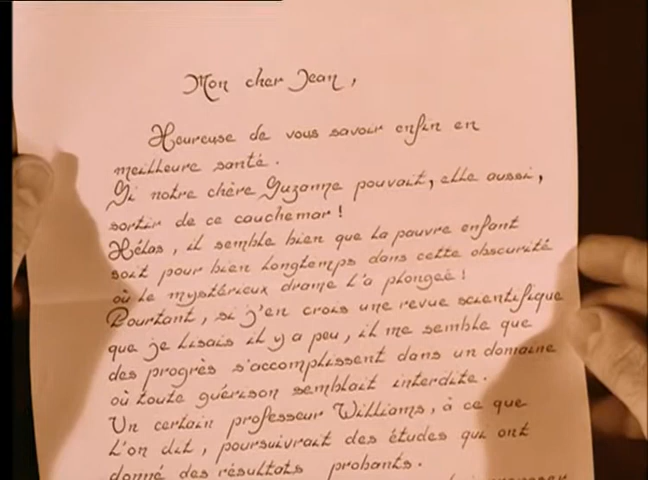 Mon cher Jean,
Heureuse de vous savoir enfin en
meilleure santé.
Si notre chère Suzanne pouvait, elle aussi,
sortir de ce cauchemar !
Hélas, il semble bien que la pauvre enfant
soit pour bien longtemps dans cette obscurité
où le mystérieux drame l'a plongeé !
Pourtant, si j'en crois une revue scientifique
que je lisais il y a peu, il me semble que
des progrès s'accomplissent dans un domaine
où toute guérison semblait interdite.
Un certain professeur Williams, à ce que
l'on dit, poursuivrait des études qui ont
donné des résultats probants.